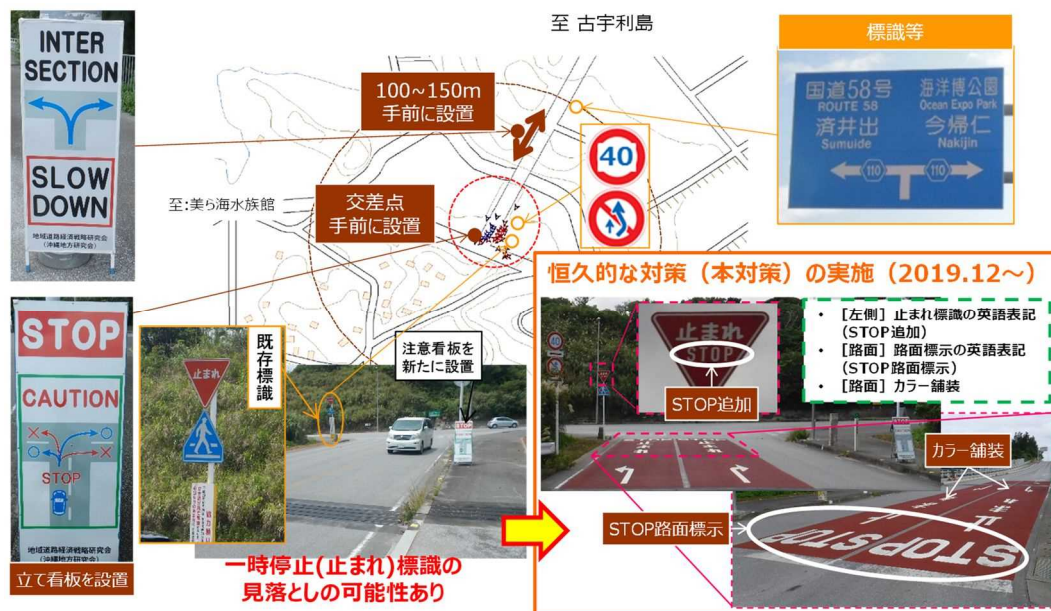 INTER
SECTION
SLOW
DOWN
地域道路経済戦略研究会
(沖縄地方研究会)
至 古宇利島
100~150m
手前に設置
至:美ら海水族館
交差点
手前に設置
40
標識等
国道58号
ROUTE 58
済井出
Sumuide
海洋博公園
Ocean Expo Park
今帰仁
Nakijin
110
110
STOP
CAUTION
STOP
地域道路経済戦略研究会
(沖縄地方研究会)
立て看板を設置
止まれ
既存標識
注意看板を
新たに設置
STOP
一時停止(止まれ)標識の
見落としの可能性あり
恒久的な対策(本対策)の実施(2019.12~)
40
止まれ
STOP
STOP追加
・ [左側] 止まれ標識の英語表記
(STOP追加)
・ [路面] 路面標示の英語表記
(STOP路面標示)
・ [路面] カラー舗装
カラー舗装
STOP路面標示
STOP
STOP